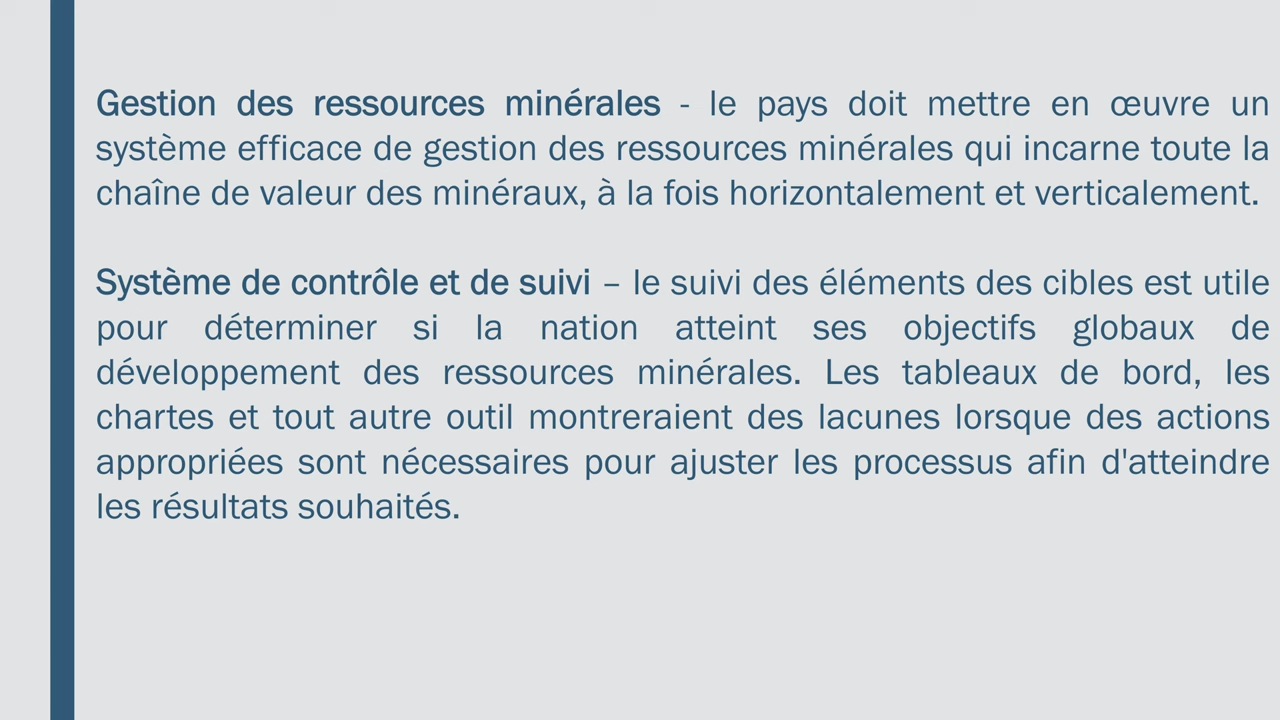 Gestion des ressources minérales - le pays doit mettre en œuvre un
système efficace de gestion des ressources minérales qui incarne toute la
chaîne de valeur des minéraux, à la fois horizontalement et verticalement.
Système de contrôle et de suivi – le suivi des éléments des cibles est utile
pour déterminer si la nation atteint ses objectifs globaux de
développement des ressources minérales. Les tableaux de bord, les
chartes et tout autre outil montreraient des lacunes lorsque des actions
appropriées sont nécessaires pour ajuster les processus afin d'atteindre
les résultats souhaités.